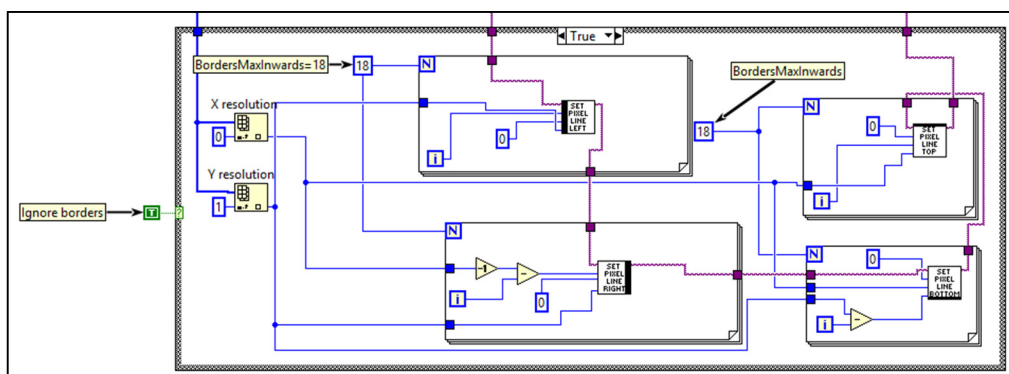 True
BordersMaxInwards=18
18
N
BordersMaxInwards
X resolution
SET
PIXEL
LINE
LEFT
18
N
0
0
i
0
SET
PIXEL
LINE
TOP
Y resolution
i
1
Ignore borders
T
?
N
N
0
-1
-
SET
PIXEL
LINE
RIGHT
SET
PIXEL
LINE
BOTTOM
i
0
i
-